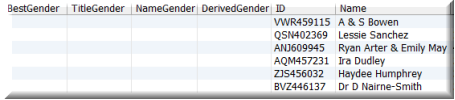 BestGender TitleGender NameGender DerivedGender ID Name
VWR459115 A & S Bowen
QSN402369 Lessie Sanchez
ANJ609945 Ryan Arter & Emily May
AQM457231 Ira Dudley
ZJS456032 Haydee Humphrey
BVZ446137 Dr D Nairne-Smith